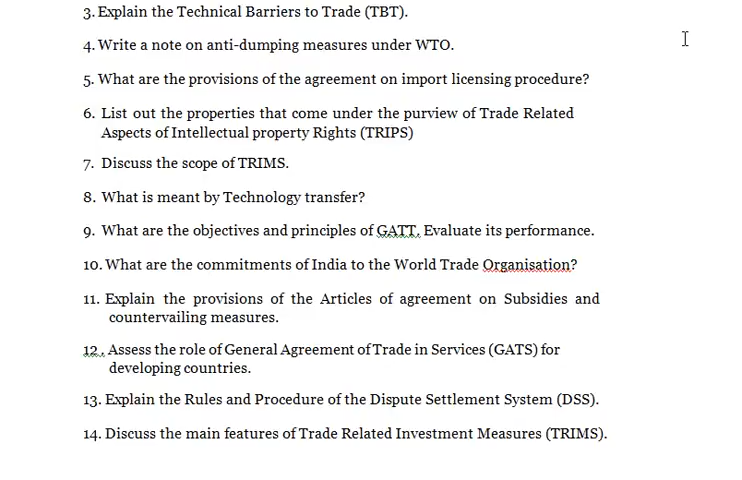 3. Explain the Technical Barriers to Trade (TBT).
4. Write a note on anti-dumping measures under WTO.
5. What are the provisions of the agreement on import licensing procedure?
6. List out the properties that come under the purview of Trade Related
Aspects of Intellectual property Rights (TRIPS)
7. Discuss the scope of TRIMS.
8. What is meant by Technology transfer?
9. What are the objectives and principles of GATT. Evaluate its performance.
10. What are the commitments of India to the World Trade Organisation?
11. Explain the provisions of the Articles of agreement on Subsidies and
countervailing measures.
12 . Assess the role of General Agreement of Trade in Services (GATS) for
developing countries.
13. Explain the Rules and Procedure of the Dispute Settlement System (DSS).
14. Discuss the main features of Trade Related Investment Measures (TRIMS).